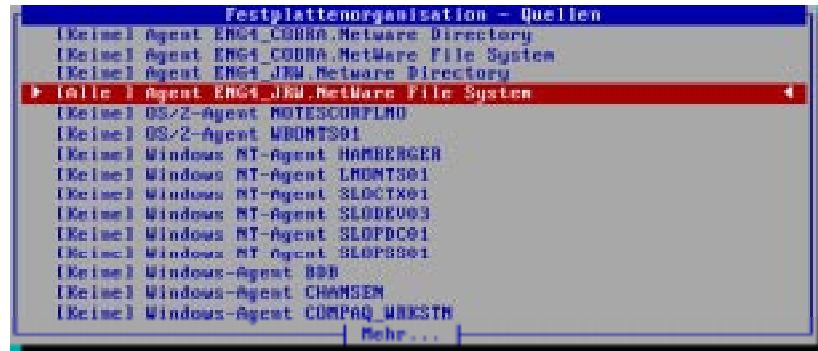 Festplattenorganisation - Quellen
[Keine] Agent ENG4_COBRA.NetWare Directory
[Keine] Agent ENG4_COBRA.NetWare File System
[Keine] Agent ENG4_JRW.NetWare Directory
[Alle ] Agent ENG4_JRW.NetWare File System
[Keine] OS/2-Agent NOTESCORPLMO
[Keine] OS/2-Agent WBONTS01
[Keine] Windows NT-Agent HAMBERGER
[Keine] Windows NT-Agent LMONTS01
[Keine] Windows NT-Agent SLOCTX01
[Keine] Windows NT-Agent SLODEV03
[Keine] Windows NT-Agent SLOPDC01
[Keine] Windows NT-Agent SLOPSS01
[Keine] Windows-Agent BDB
[Keine] Windows-Agent CHANSEN
[Keine] Windows-Agent COMPAQ_WRKSTN
Mehr...